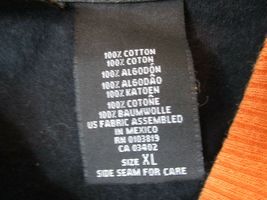 100% COTTON
100% COTON
100% ALGODÓN
100% ALGODÃO
100% KATOEN
100% COTONE
100% BAUMWOLLE
US FABRIC ASSEMBLED
IN MEXICO
RN 0103819
CA 03402
SIZE XL
SIDE SEAM FOR CARE